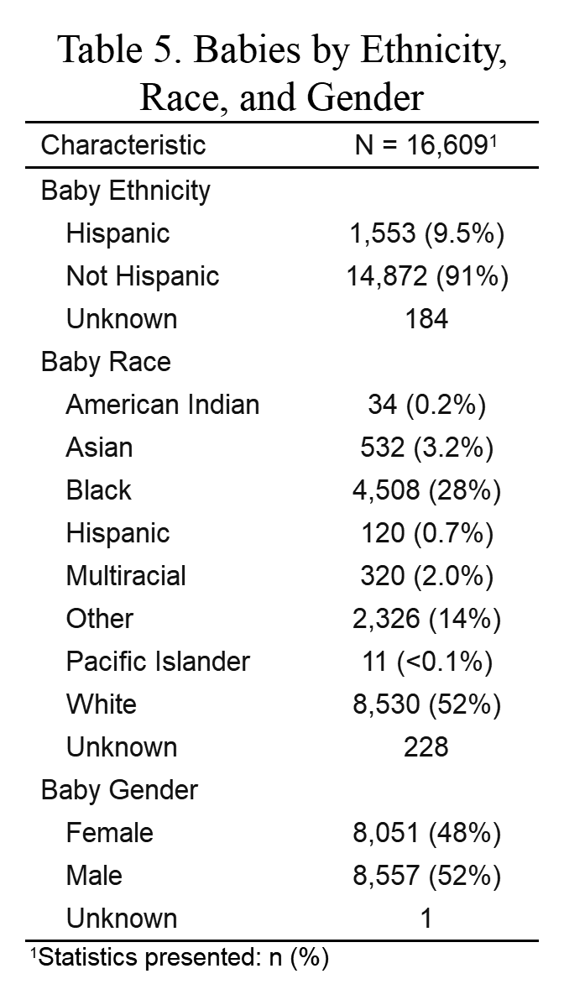 Table 5. Babies by Ethnicity,
Race, and Gender
Characteristic N = 16,609¹
Baby Ethnicity
Hispanic 1,553 (9.5%)
Not Hispanic 14,872 (91%)
Unknown 184
Baby Race
American Indian 34 (0.2%)
Asian 532 (3.2%)
Black 4,508 (28%)
Hispanic 120 (0.7%)
Multiracial 320 (2.0%)
Other 2,326 (14%)
Pacific Islander 11 (<0.1%)
White 8,530 (52%)
Unknown 228
Baby Gender
Female 8,051 (48%)
Male 8,557 (52%)
Unknown 1
¹Statistics presented: n (%)